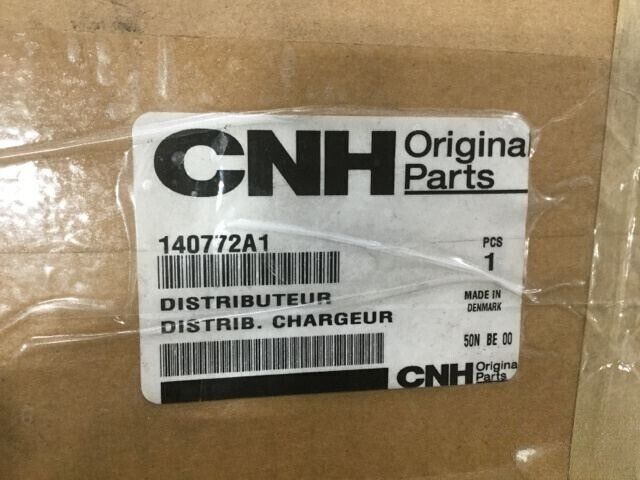 CNH Original
Parts
140772A1
PCS
1
DISTRIBUTEUR
DISTRIB. CHARGEUR
MADE IN
DENMARK
50N BE 00
CNH Original
Parts